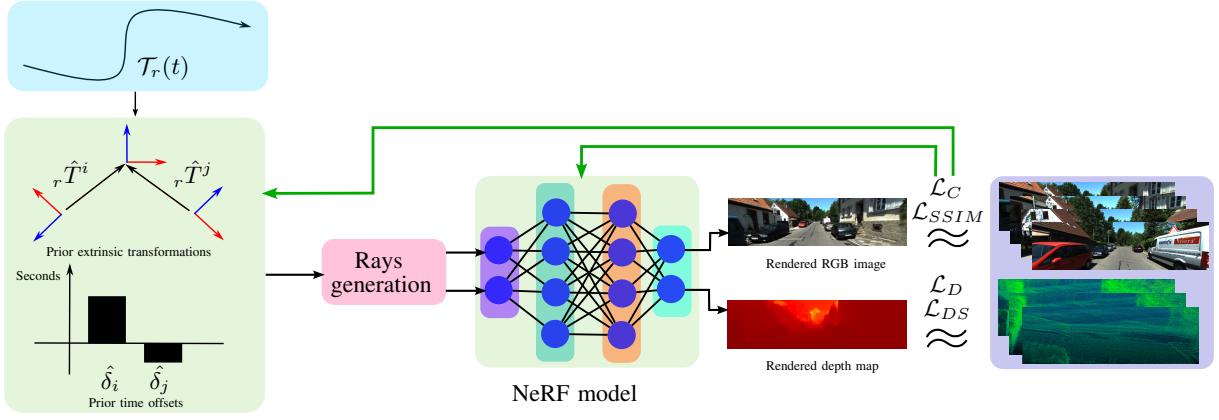 𝒯_r(t)
_r T̂^i
_r T̂^j
Prior extrinsic transformations
Seconds
δ̂_i
δ̂_j
Prior time offsets
Rays
generation
NeRF model
Rendered RGB image
Rendered depth map
ℒ_C
ℒ_SSIM
≈
ℒ_D
ℒ_DS
≈